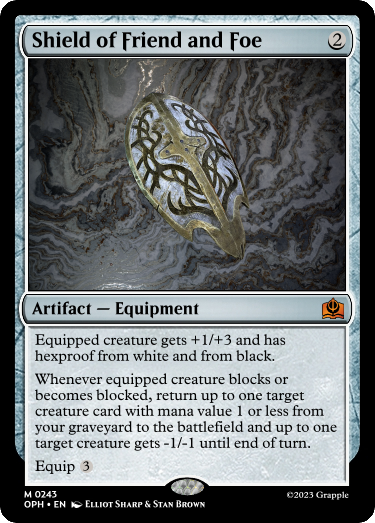 Shield of Friend and Foe 2
Artifact — Equipment
Equipped creature gets +1/+3 and has
hexproof from white and from black.
Whenever equipped creature blocks or
becomes blocked, return up to one target
creature card with mana value 1 or less from
your graveyard to the battlefield and up to one
target creature gets -1/-1 until end of turn.
Equip 3
M 0243
OPH • EN Elliot Sharp & Stan Brown
©2023 Grapple